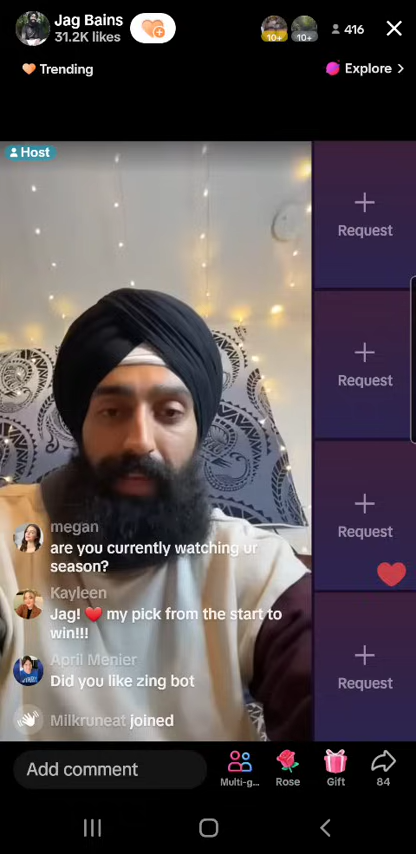 Jag Bains
31.2K likes
10+
10+
416
Trending
Explore >
Host
Request
Request
Request
Request
megan
are you currently watching ur
season?
Kayleen
Jag! ❤️ my pick from the start to
win!!!
April Menier
Did you like zing bot
Milkruneat joined
Add comment
Multi-g...
Rose
Gift
84